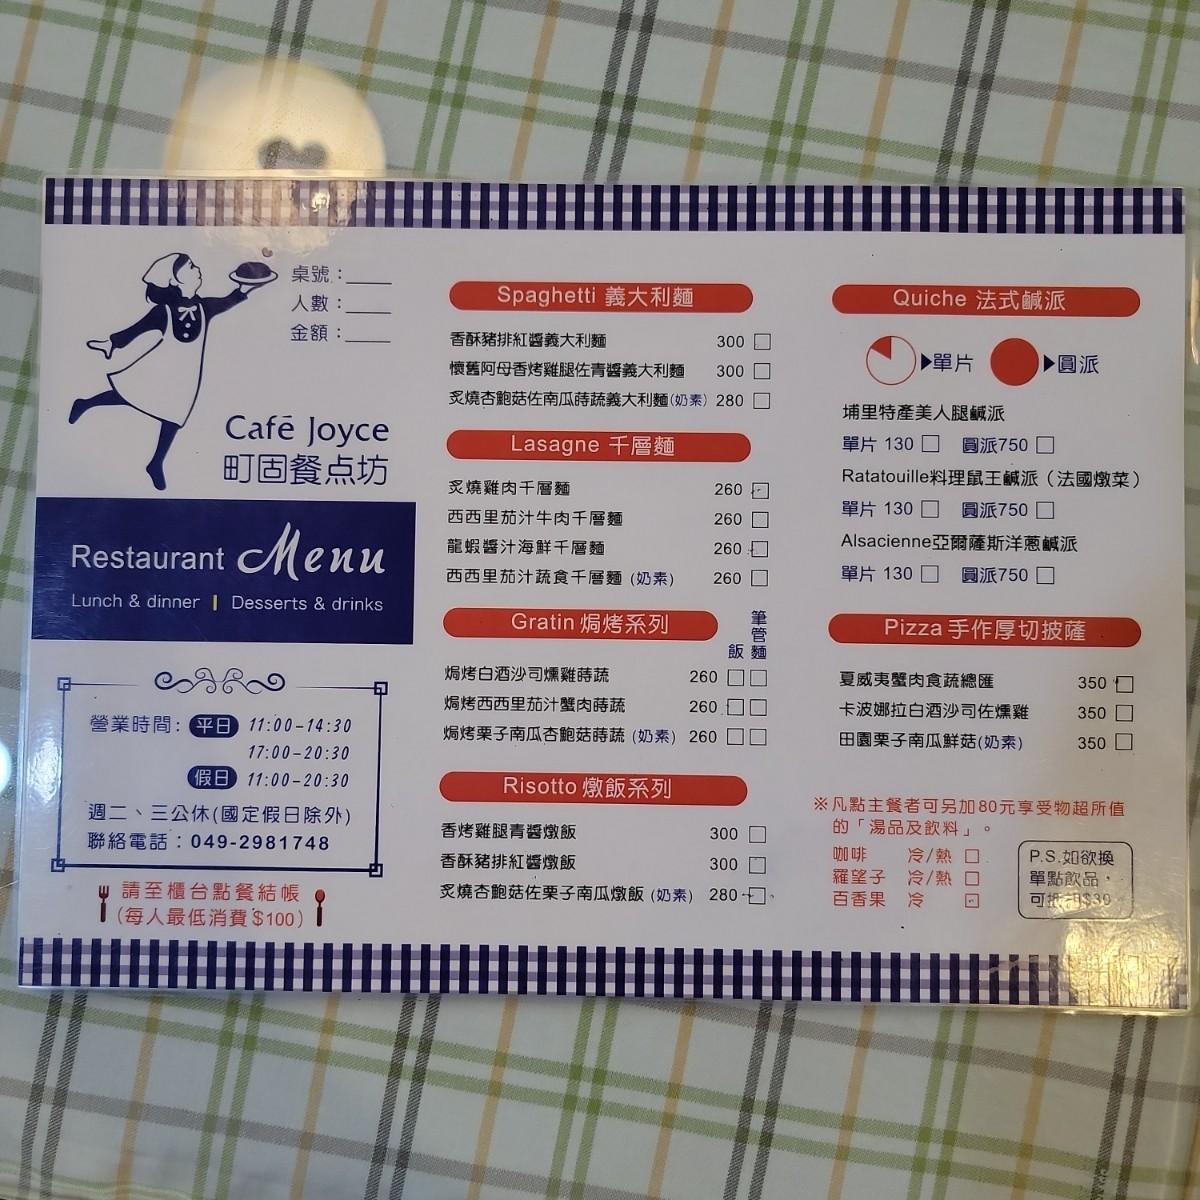 桌號：
人數：
金額：
Café Joyce
町固餐点坊
Restaurant Menu
Lunch & dinner | Desserts & drinks
營業時間：平日 11:00-14:30
17:00-20:30
假日 11:00-20:30
週二、三公休(國定假日除外)
聯絡電話：049-2981748
請至櫃台點餐結帳
(每人最低消費$100)
Spaghetti 義大利麵
香酥豬排紅醬義大利麵 300
懷舊阿母香烤雞腿佐青醬義大利麵 300
炙燒杏鮑菇佐南瓜蒔蔬義大利麵(奶素) 280
Lasagne 千層麵
炙燒雞肉千層麵 260
西西里茄汁牛肉千層麵 260
龍蝦醬汁海鮮千層麵 260
西西里茄汁蔬食千層麵 (奶素) 260
Gratin 焗烤系列
飯 筆管麵
焗烤白酒沙司燻雞蒔蔬 260
焗烤西西里茄汁蟹肉蒔蔬 260
焗烤栗子南瓜杏鮑菇蒔蔬 (奶素) 260
Risotto 燉飯系列
香烤雞腿青醬燉飯 300
香酥豬排紅醬燉飯 300
炙燒杏鮑菇佐栗子南瓜燉飯 (奶素) 280
Quiche 法式鹹派
單片 圓派
埔里特產美人腿鹹派
單片 130 圓派750
Ratatouille料理鼠王鹹派（法國燉菜）
單片 130 圓派750
Alsacienne亞爾薩斯洋蔥鹹派
單片 130 圓派750
Pizza 手作厚切披薩
夏威夷蟹肉食蔬總匯 350
卡波娜拉白酒沙司佐燻雞 350
田園栗子南瓜鮮菇(奶素) 350
※凡點主餐者可另加80元享受物超所值
的「湯品及飲料」。
咖啡 冷/熱
羅望子 冷/熱
百香果 冷
P.S.如欲換
單點飲品，
可抵扣$30